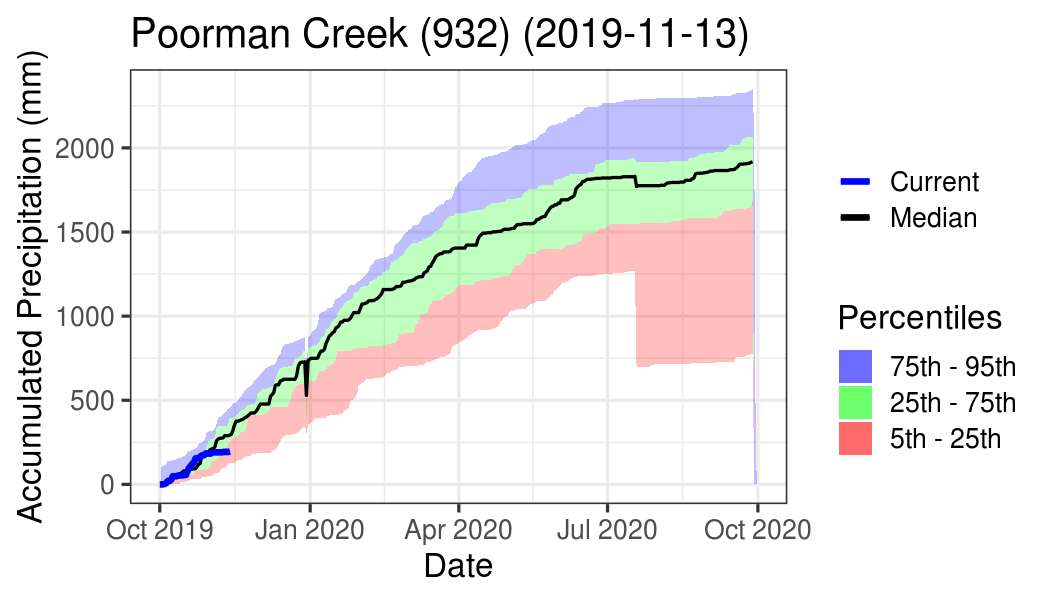 Poorman Creek (932) (2019-11-13)
Accumulated Precipitation (mm)
2000
1500
1000
500
0
Oct 2019
Jan 2020
Apr 2020
Jul 2020
Oct 2020
Date
Current
Median
Percentiles
75th - 95th
25th - 75th
5th - 25th